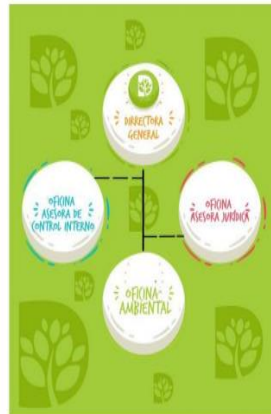 DIRECTORA
GENERAL
OFICINA
ASESORA DE
CONTROL INTERNO
OFICINA
ASESORA JURÍDICA
OFICINA
AMBIENTAL